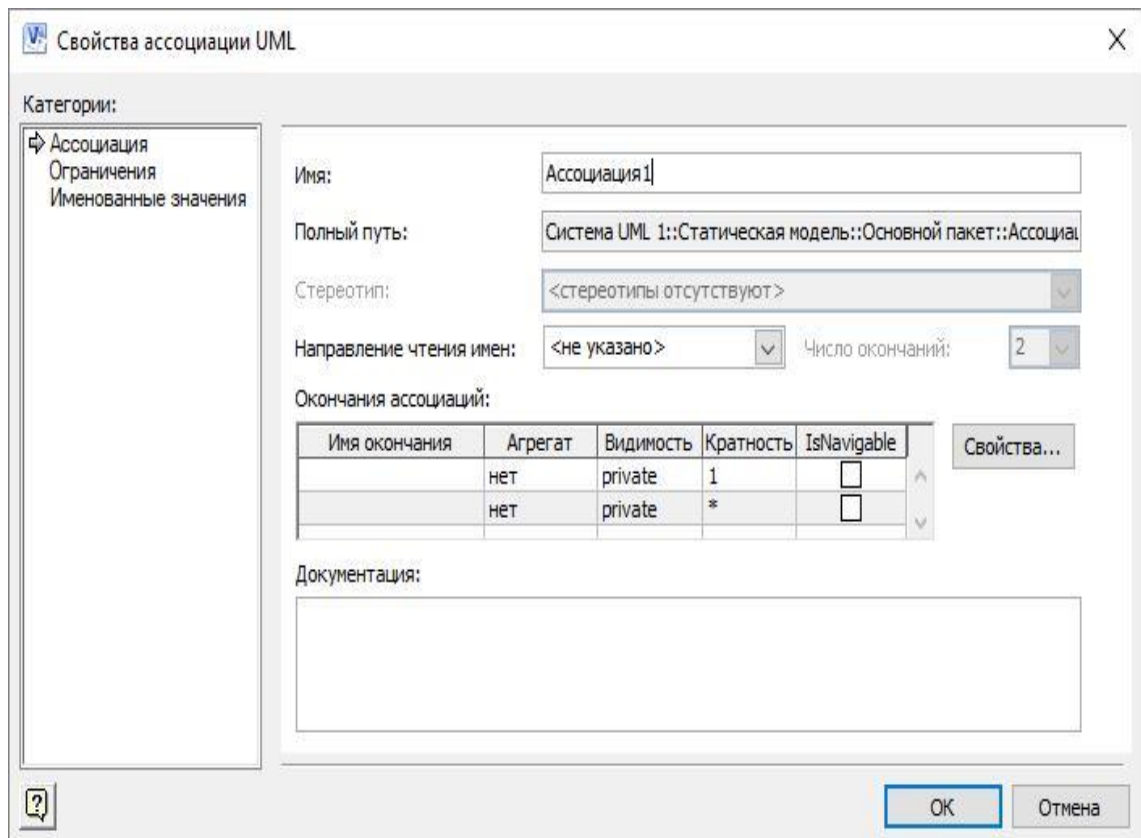 Свойства ассоциации UML
Категории:
Ассоциация
Ограничения
Именованные значения
Имя: Ассоциация1
Полный путь: Система UML 1::Статическая модель::Основной пакет::Ассоциац
Стереотип: <стереотипы отсутствуют>
Направление чтения имен: <не указано> Число окончаний: 2
Окончания ассоциаций:
Имя окончания Агрегат Видимость Кратность IsNavigable Свойства...
нет private 1
нет private *
Документация:
OK Отмена